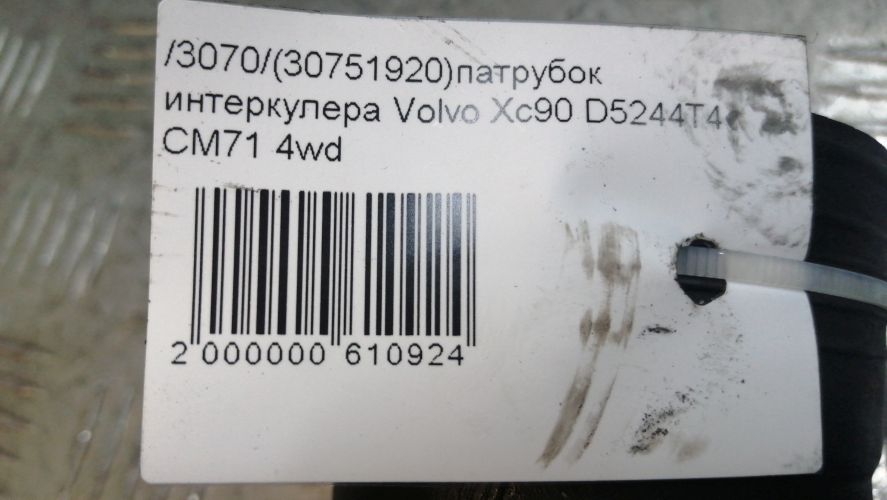 /3070/(30751920)патрубок
интеркулера Volvo Xc90 D5244T4
CM71 4wd
2 000000 610924